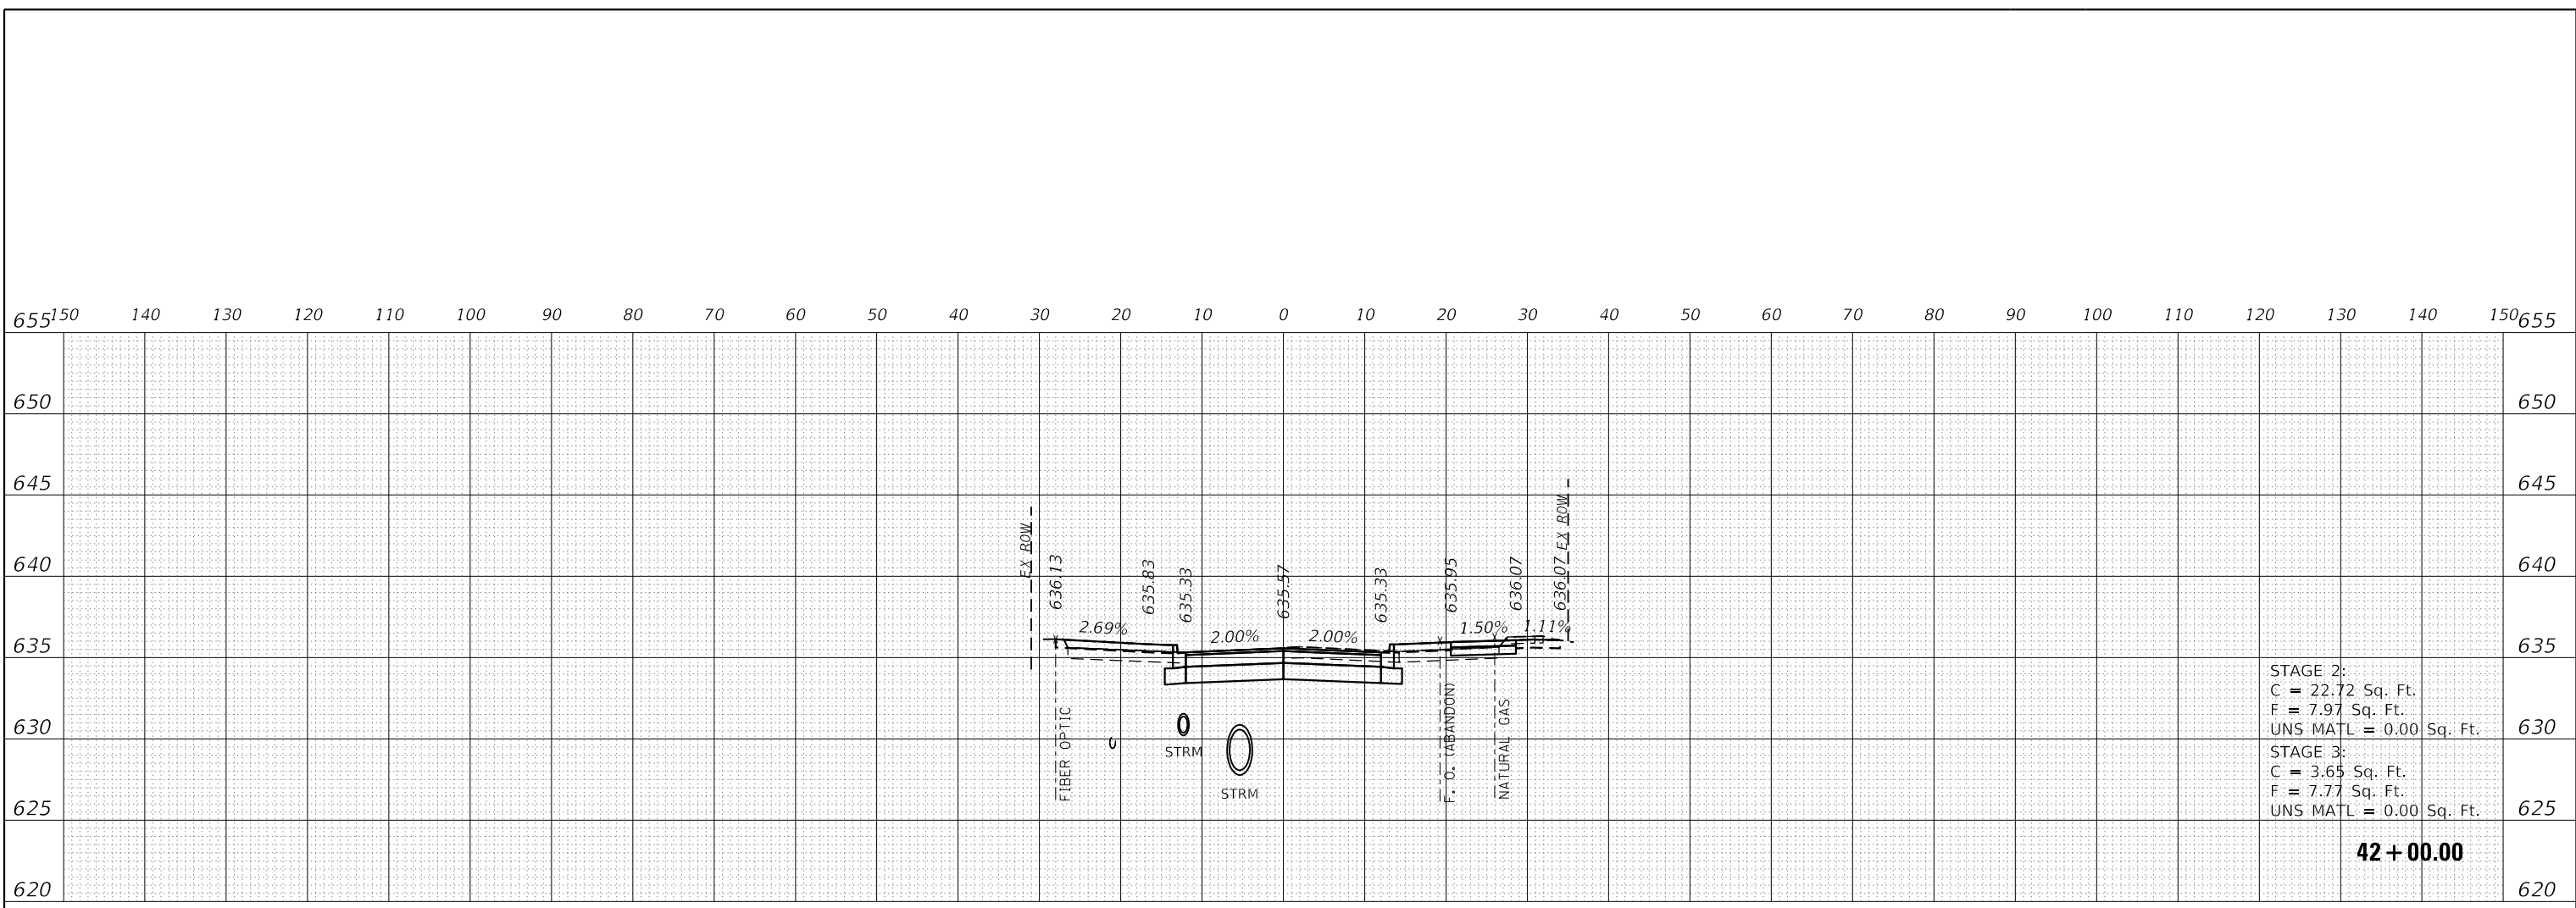 655 150 140 130 120 110 100 90 80 70 60 50 40 30 20 10 0 10 20 30 40 50 60 70 80 90 100 110 120 130 140 150 655
650 650
645 645
EX ROW EX ROW
640 640
636.13 635.83 635.33 635.57 635.33 635.95 636.07 636.07
2.69% 2.00% 2.00% 1.50% 1.11%
635 635
STAGE 2:
C = 22.72 Sq. Ft.
F = 7.97 Sq. Ft.
UNS MATL = 0.00 Sq. Ft.
630 630
FIBER OPTIC
STRM
STRM
F. O. (ABANDON)
NATURAL GAS
STAGE 3:
C = 3.65 Sq. Ft.
F = 7.77 Sq. Ft.
UNS MATL = 0.00 Sq. Ft.
625 625
42+00.00
620 620